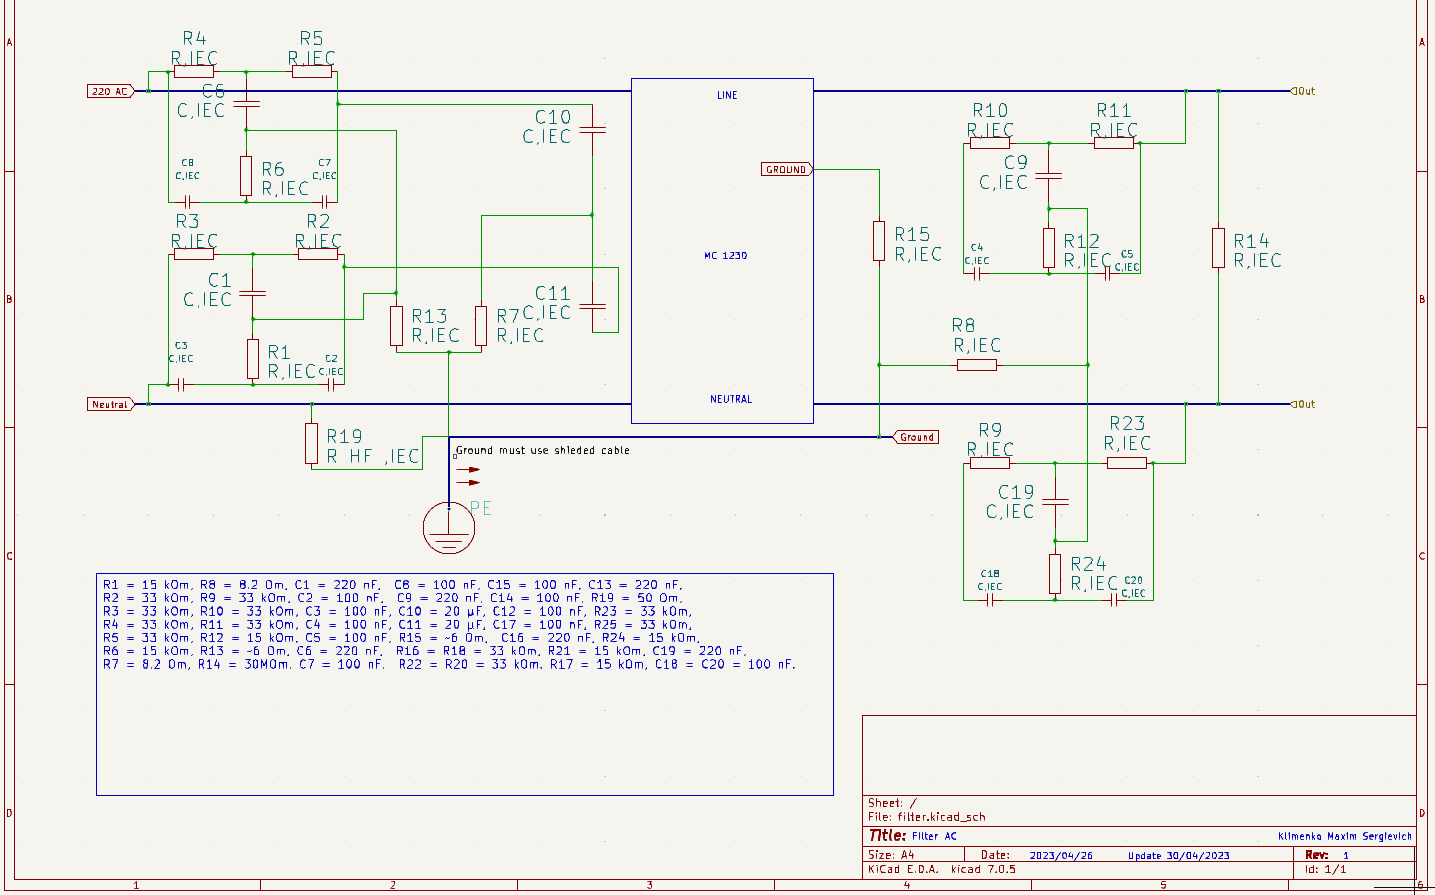 A
A
R4
R5
R,IEC
R,IEC
220 AC
C6
C,IEC
C8
C,IEC
R6
R,IEC
C7
C,IEC
C10
C,IEC
LINE
GROUND
MC 1230
NEUTRAL
Out
R10
R,IEC
R11
R,IEC
C9
C,IEC
C4
C,IEC
R12
R,IEC
C5
C,IEC
R15
R,IEC
R14
R,IEC
R3
R,IEC
R2
R,IEC
C1
C,IEC
B
B
C11
C,IEC
R13
R,IEC
R7
R,IEC
C3
C,IEC
R1
R,IEC
C2
C,IEC
R8
R,IEC
Neutral
Out
R19
R HF ,IEC
Ground
Ground must use shieded cable
PE
R9
R,IEC
R23
R,IEC
C19
C,IEC
C18
C,IEC
R24
R,IEC
C20
C,IEC
C
C
R1 = 15 kOm, R8 = 8.2 Om, C1 = 220 nF, C8 = 100 nF, C15 = 100 nF, C13 = 220 nF,
R2 = 33 kOm, R9 = 33 kOm, C2 = 100 nF, C9 = 220 nF, C14 = 100 nF, R19 = 50 Om,
R3 = 33 kOm, R10 = 33 kOm, C3 = 100 nF, C10 = 20 µF, C12 = 100 nF, R23 = 33 kOm,
R4 = 33 kOm, R11 = 33 kOm, C4 = 100 nF, C11 = 20 µF, C17 = 100 nF, R25 = 33 kOm,
R5 = 33 kOm, R12 = 15 kOm, C5 = 100 nF, R15 = ~6 Om, C16 = 220 nF, R24 = 15 kOm,
R6 = 15 kOm, R13 = ~6 Om, C6 = 220 nF, R16 = R18 = 33 kOm, R21 = 15 kOm, C19 = 220 nF,
R7 = 8.2 Om, R14 = 30MOm. C7 = 100 nF. R22 = R20 = 33 kOm. R17 = 15 kOm, C18 = C20 = 100 nF.
D
D
Sheet: /
File: filter.kicad_sch
Title: Filter AC
Klimenko Maxim Sergievich
Size: A4
Date: 2023/04/26 Update 30/04/2023
Rev: 1
KiCad E.D.A. kicad 7.0.5
Id: 1/1
1
2
3
4
5
6